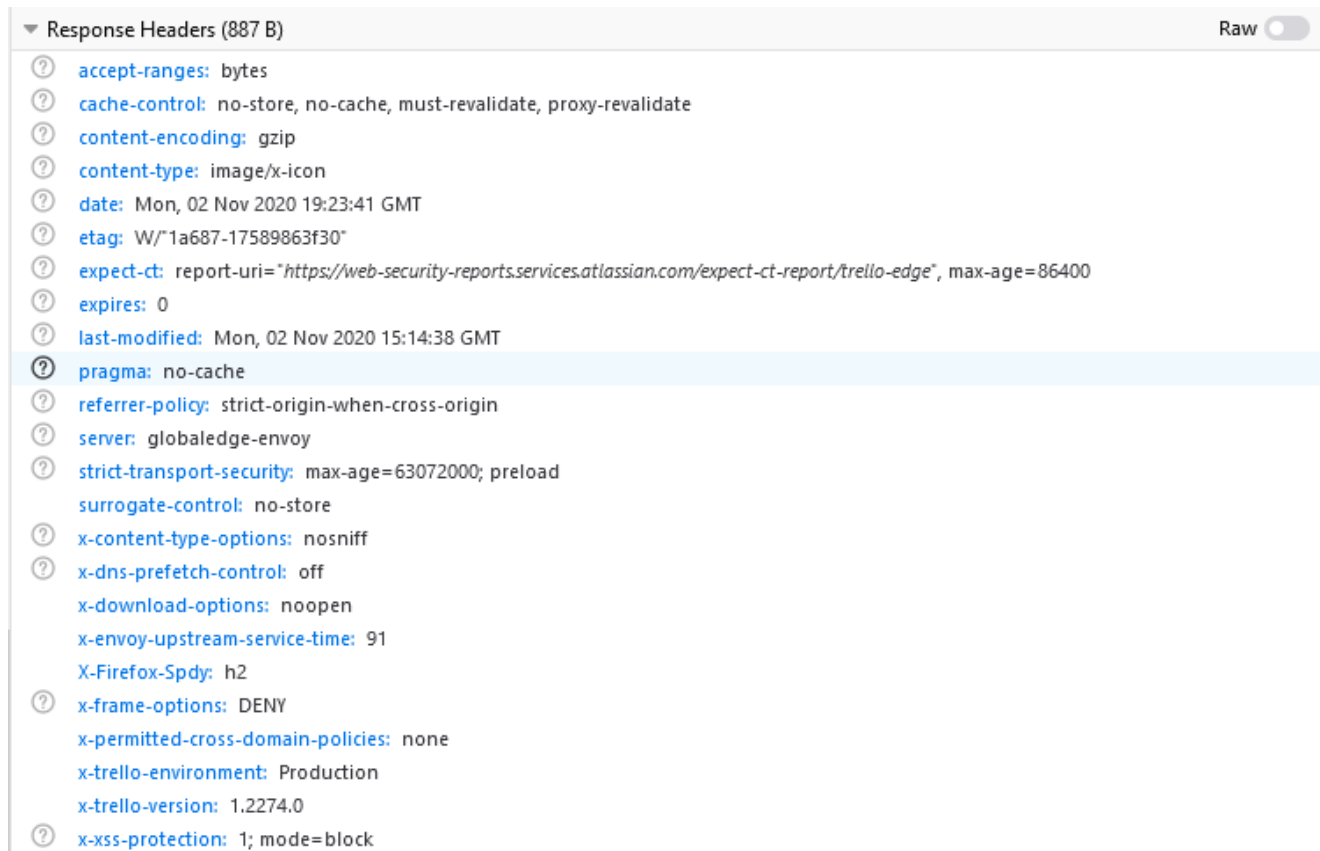 Response Headers (887 B) Raw
accept-ranges: bytes
cache-control: no-store, no-cache, must-revalidate, proxy-revalidate
content-encoding: gzip
content-type: image/x-icon
date: Mon, 02 Nov 2020 19:23:41 GMT
etag: W/"1a687-17589863f30"
expect-ct: report-uri="https://web-security-reports.services.atlassian.com/expect-ct-report/trello-edge", max-age=86400
expires: 0
last-modified: Mon, 02 Nov 2020 15:14:38 GMT
pragma: no-cache
referrer-policy: strict-origin-when-cross-origin
server: globaledge-envoy
strict-transport-security: max-age=63072000; preload
surrogate-control: no-store
x-content-type-options: nosniff
x-dns-prefetch-control: off
x-download-options: noopen
x-envoy-upstream-service-time: 91
X-Firefox-Spdy: h2
x-frame-options: DENY
x-permitted-cross-domain-policies: none
x-trello-environment: Production
x-trello-version: 1.2274.0
x-xss-protection: 1; mode=block